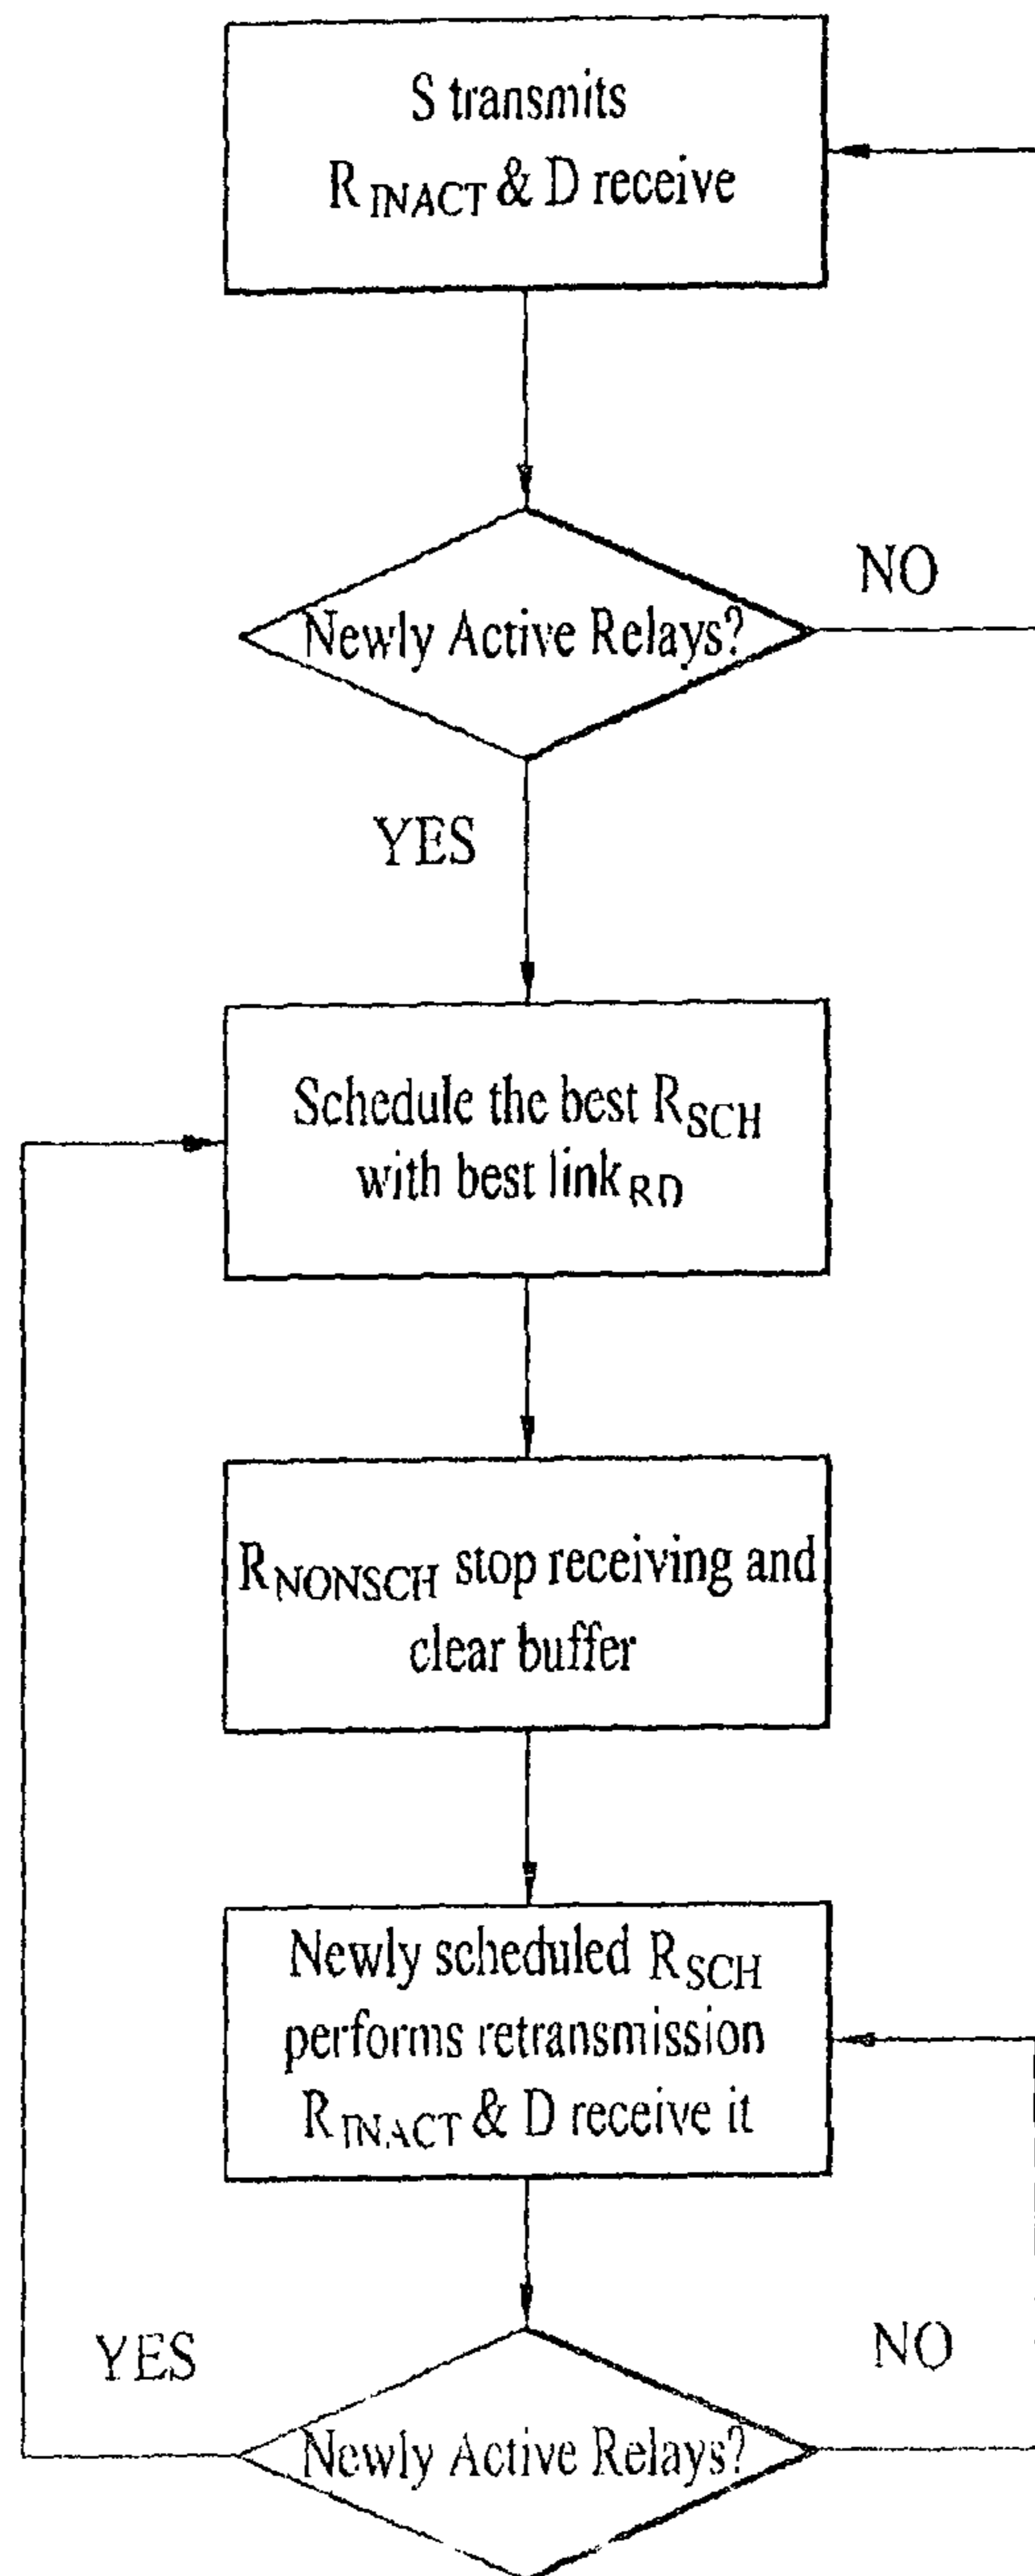 S transmits
R INACT & D receive
Newly Active Relays?
NO
YES
Schedule the best R SCH
with best link RD
R NONSCH stop receiving and
clear buffer
Newly scheduled R SCH
performs retransmission
R INACT & D receive it
YES
NO
Newly Active Relays?